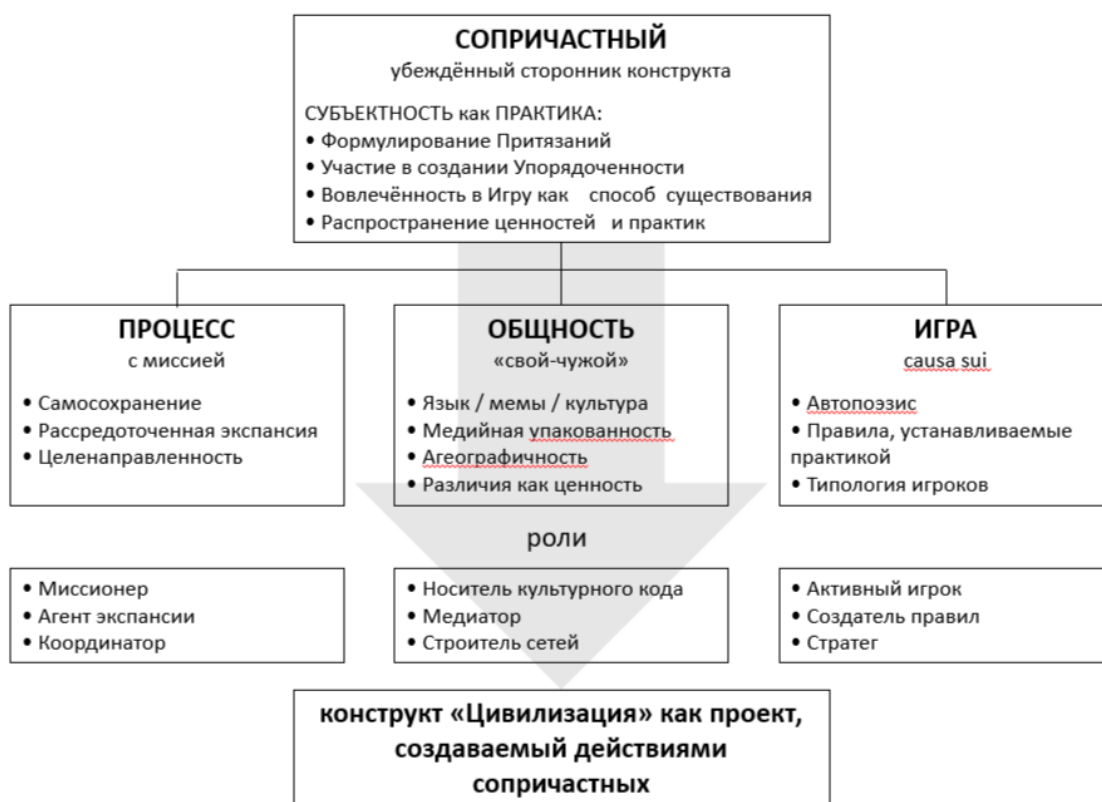 СОПРИЧАСТНЫЙ
убеждённый сторонник конструкта
СУБЪЕКТНОСТЬ как ПРАКТИКА:
• Формулирование Притязаний
• Участие в создании Упорядоченности
• Вовлечённость в Игру как способ существования
• Распространение ценностей и практик
ПРОЦЕСС
с миссией
• Самосохранение
• Рассредоточенная экспансия
• Целенаправленность
ОБЩНОСТЬ
«свой-чужой»
• Язык / мемы / культура
• Медийная упакованность
• Агеографичность
• Различия как ценность
ИГРА
causa sui
• Автопоэзис
• Правила, устанавливаемые
практикой
• Типология игроков
роли
• Миссионер
• Агент экспансии
• Координатор
• Носитель культурного кода
• Медиатор
• Строитель сетей
• Активный игрок
• Создатель правил
• Стратег
конструкт «Цивилизация» как проект,
создаваемый действиями
сопричастных